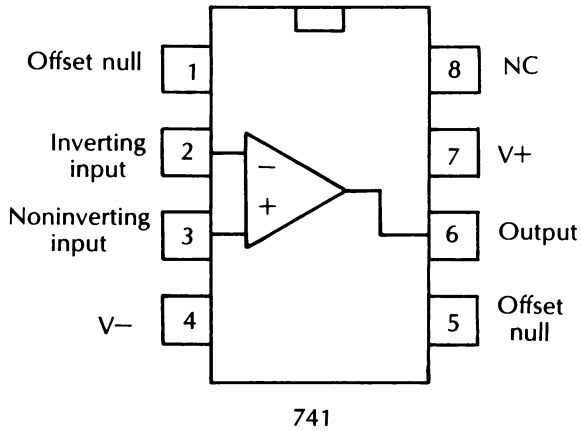 Offset null
1
8
NC
Inverting
input
2
−
7
V+
Noninverting
input
3
+
6
Output
V−
4
5
Offset
null
741